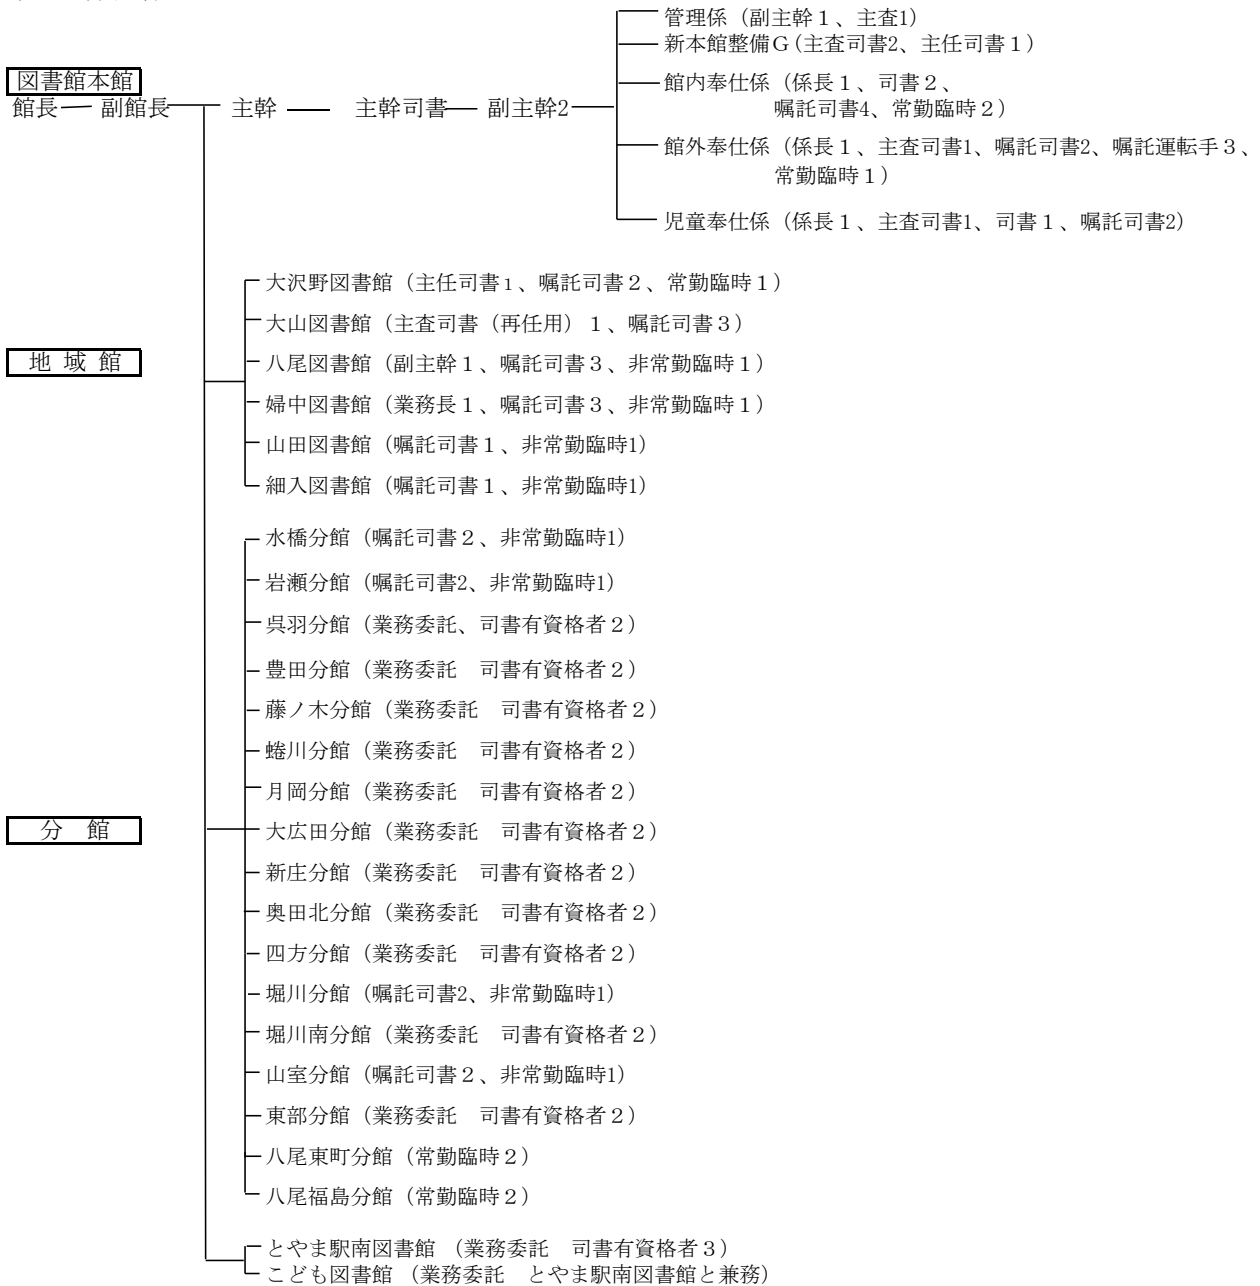 管理係（副主幹１、主査1）
新本館整備Ｇ（主査司書2、主任司書１）
図書館本館
館内奉仕係（係長１、司書２、
館長 副館長 主幹 主幹司書 副主幹2
嘱託司書4、常勤臨時２）
館外奉仕係（係長１、主査司書1、嘱託司書2、嘱託運転手３、
常勤臨時１）
児童奉仕係（係長１、主査司書1、司書１、嘱託司書2）
大沢野図書館（主任司書1、嘱託司書２、常勤臨時１）
大山図書館（主査司書（再任用）１、嘱託司書３）
地域館
八尾図書館（副主幹１、嘱託司書３、非常勤臨時１）
婦中図書館（業務長１、嘱託司書３、非常勤臨時１）
山田図書館（嘱託司書１、非常勤臨時1）
細入図書館（嘱託司書１、非常勤臨時1）
水橋分館（嘱託司書２、非常勤臨時1）
岩瀬分館（嘱託司書2、非常勤臨時1）
呉羽分館（業務委託、司書有資格者２）
豊田分館（業務委託　司書有資格者２）
藤ノ木分館（業務委託　司書有資格者２）
蜷川分館（業務委託　司書有資格者２）
月岡分館（業務委託　司書有資格者２）
分　館
大広田分館（業務委託　司書有資格者２）
新庄分館（業務委託　司書有資格者２）
奥田北分館（業務委託　司書有資格者２）
四方分館（業務委託　司書有資格者２）
堀川分館（嘱託司書2、非常勤臨時1）
堀川南分館（業務委託　司書有資格者２）
山室分館（嘱託司書２、非常勤臨時1）
東部分館（業務委託　司書有資格者２）
八尾東町分館（常勤臨時２）
八尾福島分館（常勤臨時２）
とやま駅南図書館（業務委託　司書有資格者３）
こども図書館（業務委託　とやま駅南図書館と兼務）